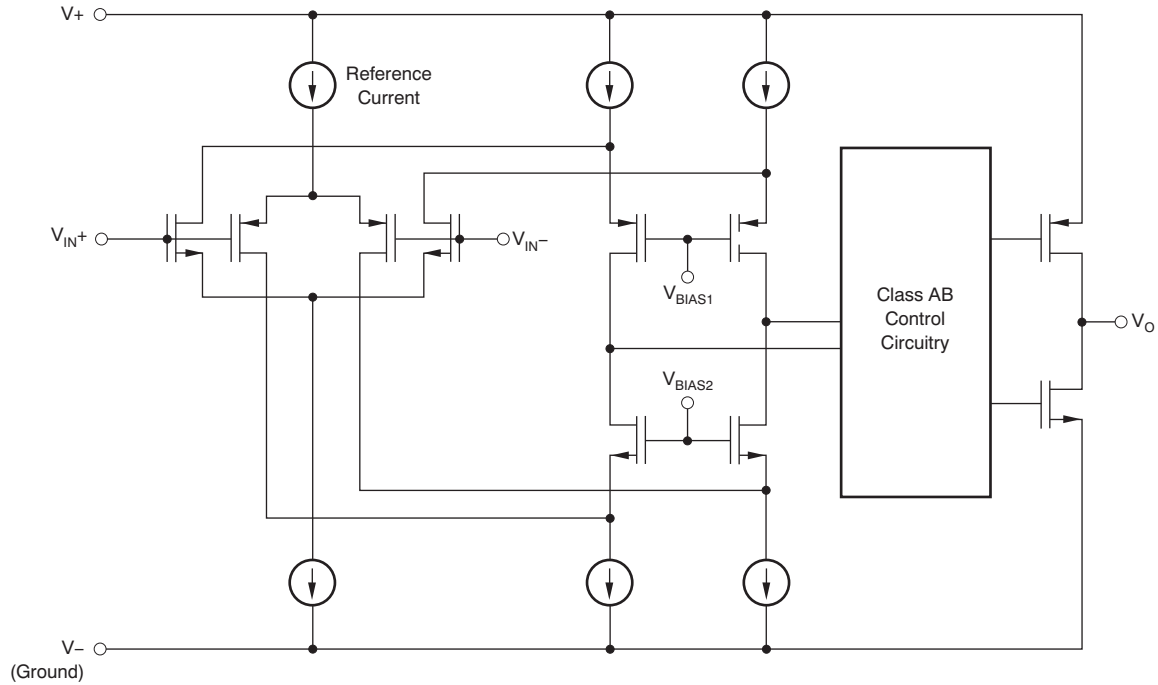 V+
Reference
Current
VIN+
VIN−
VBIAS1
Class AB
Control
Circuitry
VO
VBIAS2
V−
(Ground)